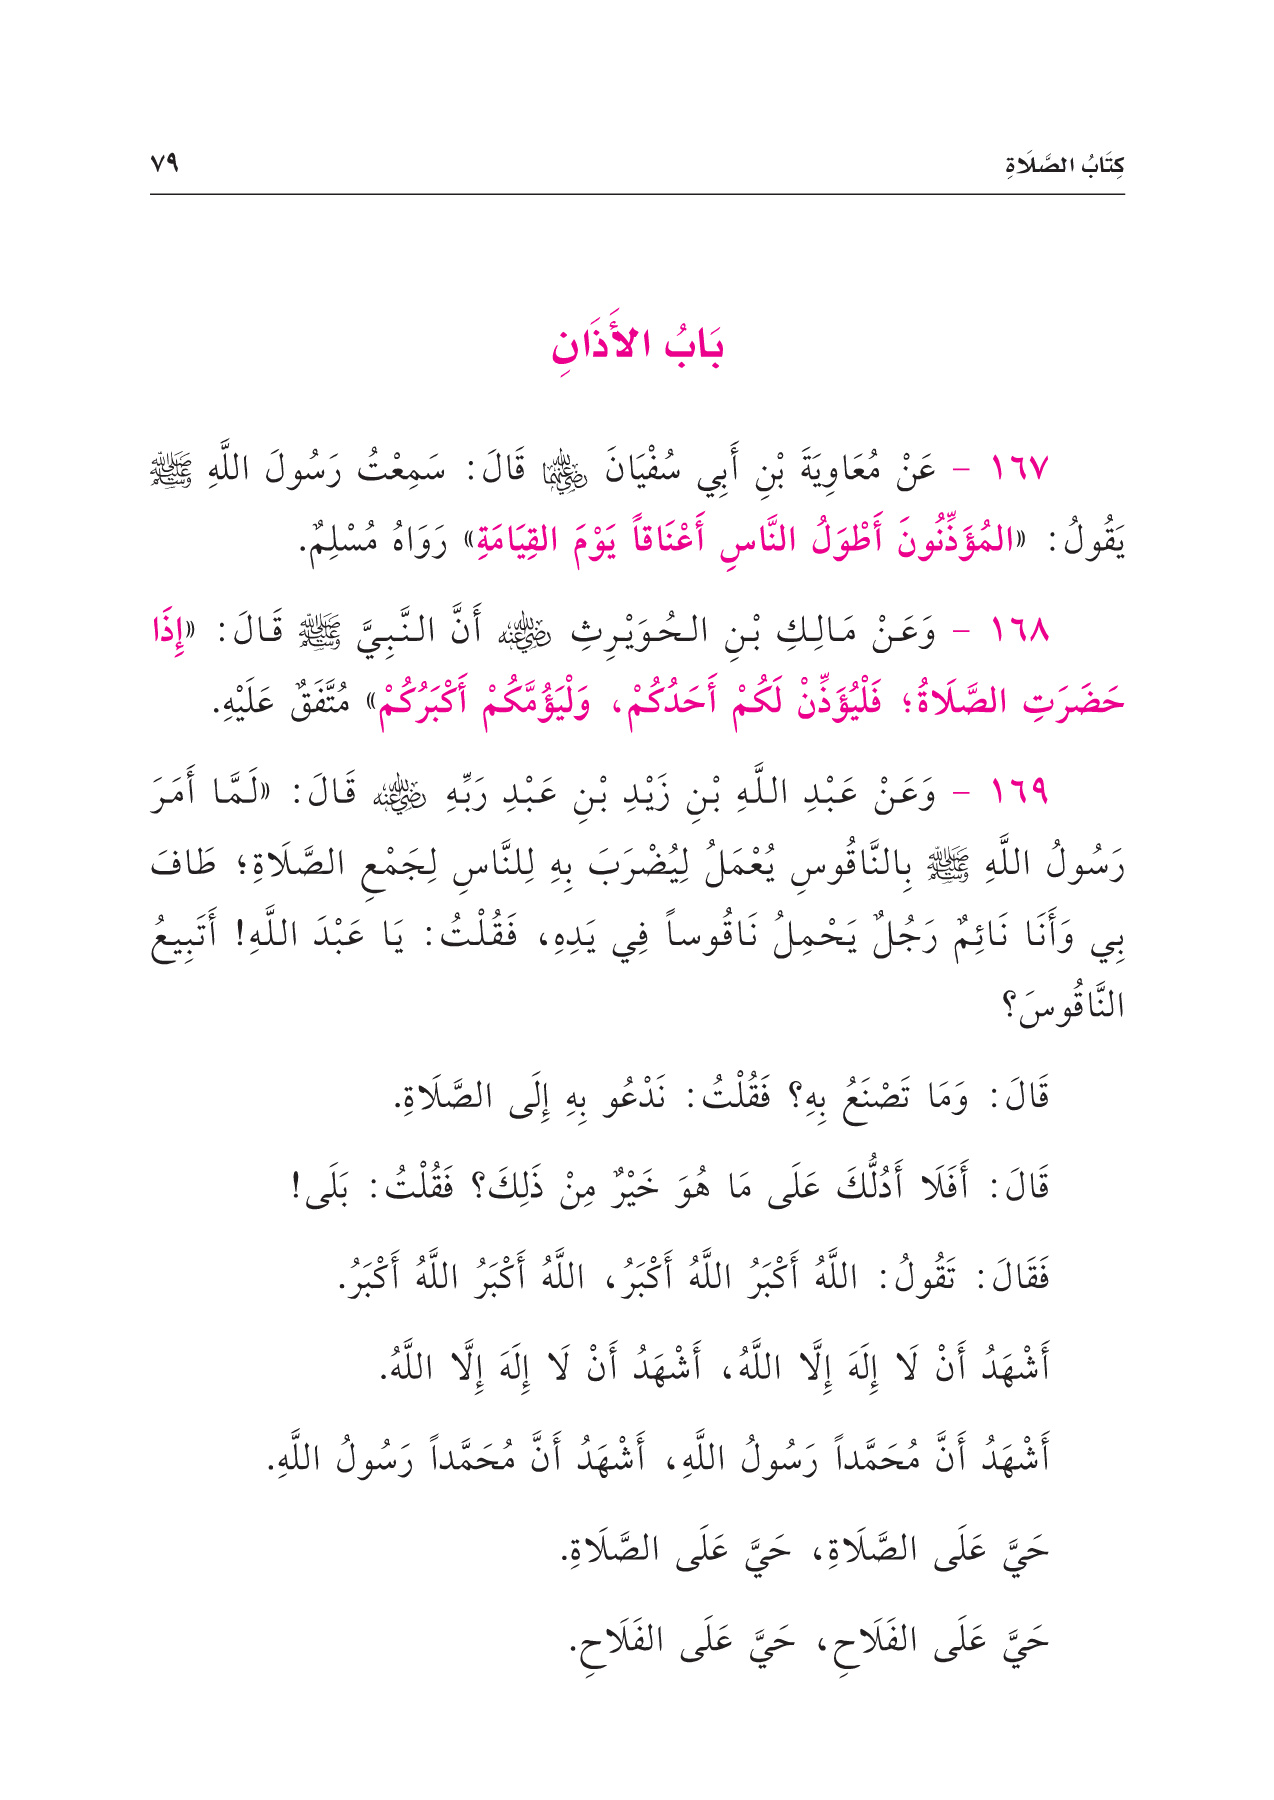 كِتَابُ الصَّلَاةِ ٧٩
بَابُ الأَذَانِ
١٦٧ - عَنْ مُعَاوِيَةَ بْنِ أَبِي سُفْيَانَ رضي الله عنهما قَالَ: سَمِعْتُ رَسُولَ اللَّهِ ﷺ
يَقُولُ: «المُؤَذِّنُونَ أَطْوَلُ النَّاسِ أَعْنَاقاً يَوْمَ القِيَامَةِ» رَوَاهُ مُسْلِمٌ.
١٦٨ - وَعَنْ مَالِكِ بْنِ الحُوَيْرِثِ رضي الله عنه أَنَّ النَّبِيَّ ﷺ قَالَ: «إِذَا
حَضَرَتِ الصَّلَاةُ؛ فَلْيُؤَذِّنْ لَكُمْ أَحَدُكُمْ، وَلْيَؤُمَّكُمْ أَكْبَرُكُمْ» مُتَّفَقٌ عَلَيْهِ.
١٦٩ - وَعَنْ عَبْدِ اللَّهِ بْنِ زَيْدِ بْنِ عَبْدِ رَبِّهِ رضي الله عنه قَالَ: «لَمَّا أَمَرَ
رَسُولُ اللَّهِ ﷺ بِالنَّاقُوسِ يُعْمَلُ لِيُضْرَبَ بِهِ لِلنَّاسِ لِجَمْعِ الصَّلَاةِ؛ طَافَ
بِي وَأَنَا نَائِمٌ رَجُلٌ يَحْمِلُ نَاقُوساً فِي يَدِهِ، فَقُلْتُ: يَا عَبْدَ اللَّهِ! أَتَبِيعُ
النَّاقُوسَ؟
قَالَ: وَمَا تَصْنَعُ بِهِ؟ فَقُلْتُ: نَدْعُو بِهِ إِلَى الصَّلَاةِ.
قَالَ: أَفَلَا أَدُلُّكَ عَلَى مَا هُوَ خَيْرٌ مِنْ ذَلِكَ؟ فَقُلْتُ: بَلَى!
فَقَالَ: تَقُولُ: اللَّهُ أَكْبَرُ اللَّهُ أَكْبَرُ، اللَّهُ أَكْبَرُ اللَّهُ أَكْبَرُ.
أَشْهَدُ أَنْ لَا إِلَهَ إِلَّا اللَّهُ، أَشْهَدُ أَنْ لَا إِلَهَ إِلَّا اللَّهُ.
أَشْهَدُ أَنَّ مُحَمَّداً رَسُولُ اللَّهِ، أَشْهَدُ أَنَّ مُحَمَّداً رَسُولُ اللَّهِ.
حَيَّ عَلَى الصَّلَاةِ، حَيَّ عَلَى الصَّلَاةِ.
حَيَّ عَلَى الفَلَاحِ، حَيَّ عَلَى الفَلَاحِ.